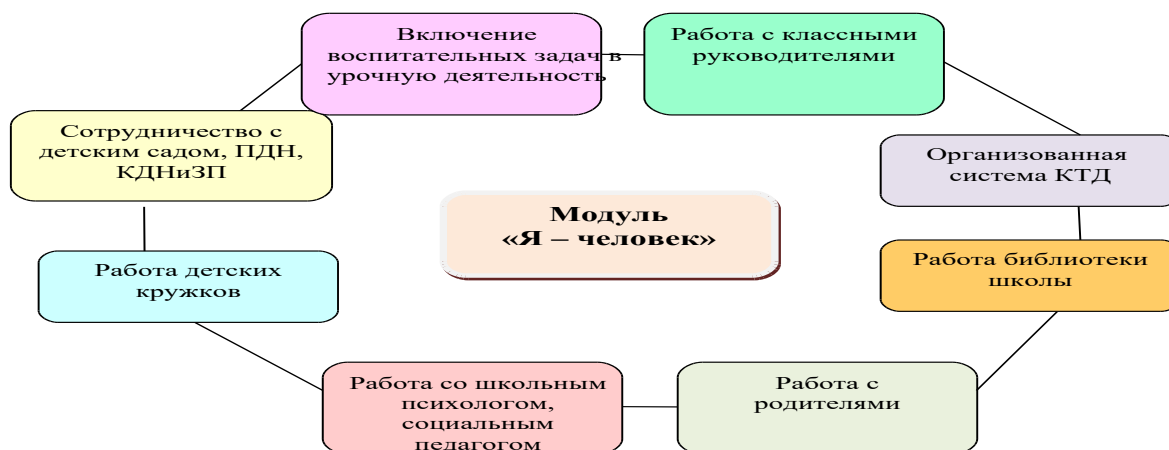 Включение
воспитательных задач в
урочную деятельность
Работа с классными
руководителями
Сотрудничество с
детским садом, ПДН,
КДНиЗП
Организованная
система КТД
Модуль
«Я – человек»
Работа детских
кружков
Работа библиотеки
школы
Работа со школьным
психологом,
социальным
педагогом
Работа с
родителями